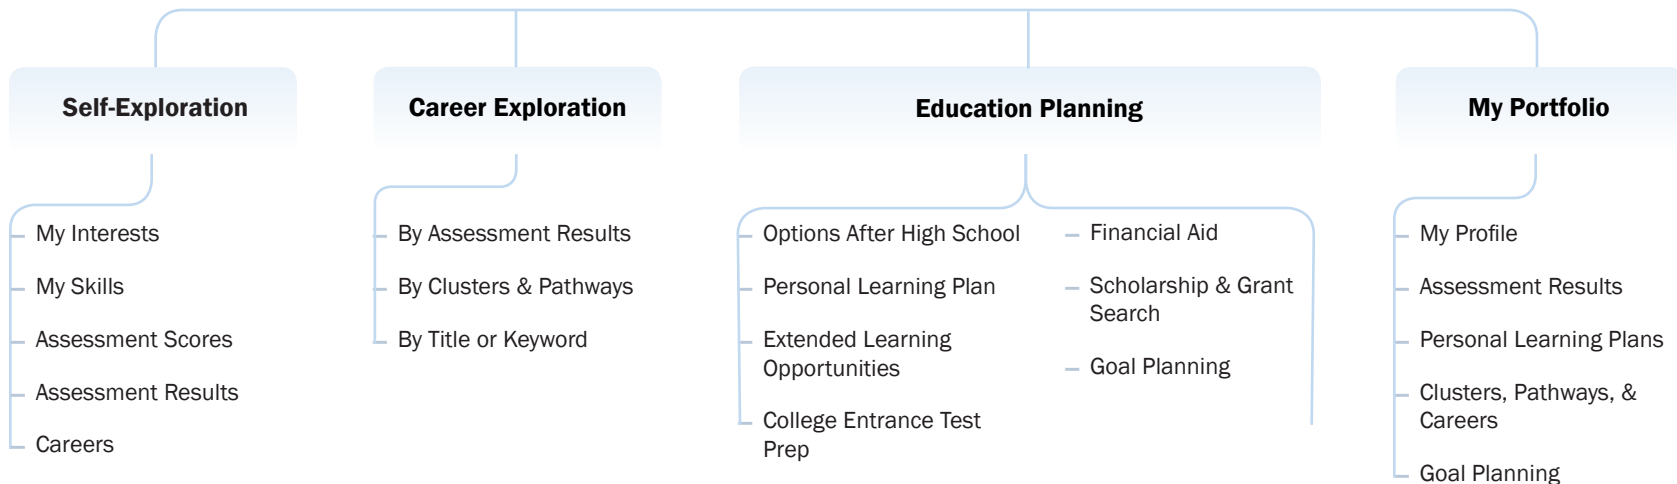 Self-Exploration
My Interests
My Skills
Assessment Scores
Assessment Results
Careers
Career Exploration
By Assessment Results
By Clusters & Pathways
By Title or Keyword
Education Planning
Options After High School
Personal Learning Plan
Extended Learning
Opportunities
College Entrance Test
Prep
Financial Aid
Scholarship & Grant
Search
Goal Planning
My Portfolio
My Profile
Assessment Results
Personal Learning Plans
Clusters, Pathways, &
Careers
Goal Planning